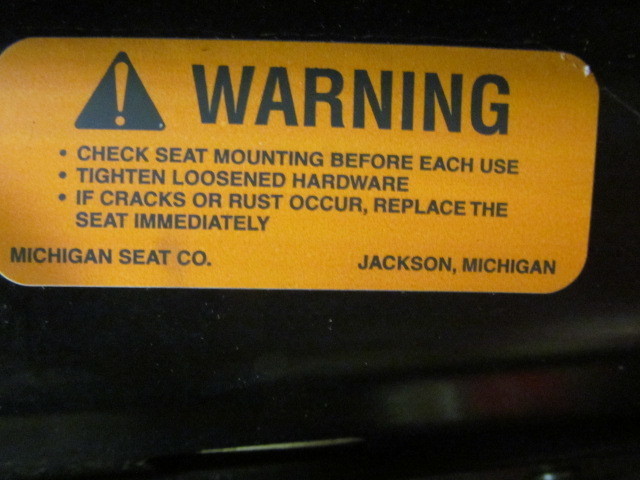 WARNING
• CHECK SEAT MOUNTING BEFORE EACH USE
• TIGHTEN LOOSENED HARDWARE
• IF CRACKS OR RUST OCCUR, REPLACE THE
SEAT IMMEDIATELY
MICHIGAN SEAT CO. JACKSON, MICHIGAN